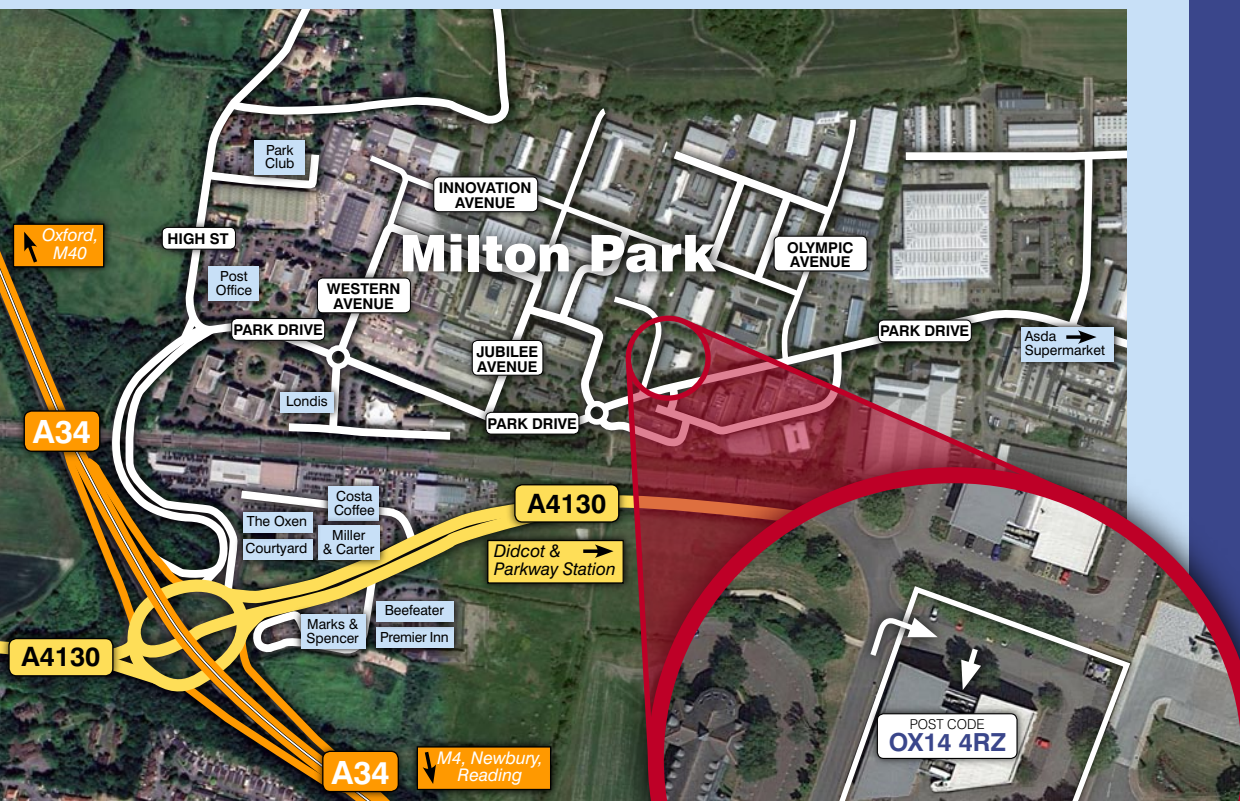 Park
Club
INNOVATION
AVENUE
HIGH ST
Oxford,
M40
Milton Park
OLYMPIC
AVENUE
Post
Office
WESTERN
AVENUE
PARK DRIVE
PARK DRIVE
Asda
Supermarket
JUBILEE
AVENUE
Londis
PARK DRIVE
A34
Costa
Coffee
A4130
The Oxen
Miller
& Carter
Courtyard
Didcot &
Parkway Station
Beefeater
Marks &
Spencer
Premier Inn
A4130
POST CODE
OX14 4RZ
A34
M4, Newbury,
Reading